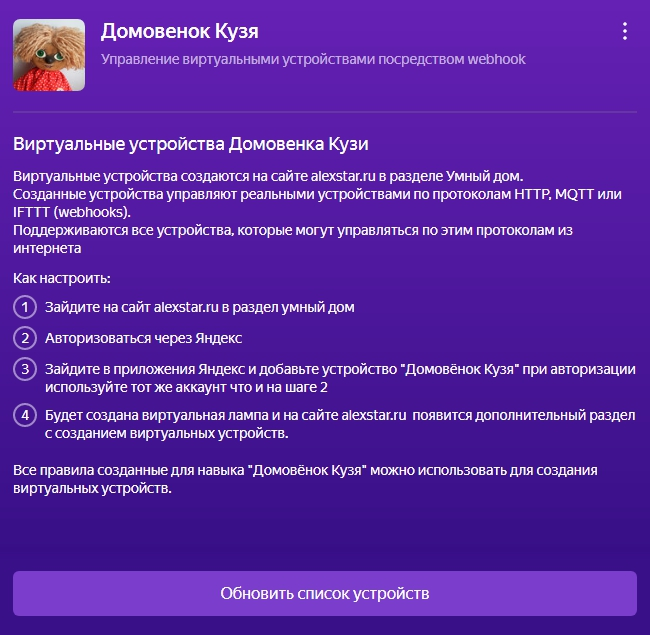 Домовенок Кузя
Управление виртуальными устройствами посредством webhook
Виртуальные устройства Домовенка Кузи
Виртуальные устройства создаются на сайте alexstar.ru в разделе Умный дом.
Созданные устройства управляют реальными устройствами по протоколам HTTP, MQTT или
IFTTT (webhooks).
Поддерживаются все устройства, которые могут управляться по этим протоколам из
интернета
Как настроить:
1 Зайдите на сайт alexstar.ru в раздел умный дом
2 Авторизоваться через Яндекс
3 Зайдите в приложения Яндекс и добавьте устройство "Домовёнок Кузя" при авторизации
используйте тот же аккаунт что и на шаге 2
4 Будет создана виртуальная лампа и на сайте alexstar.ru появится дополнительный раздел
с созданием виртуальных устройств.
Все правила созданные для навыка "Домовёнок Кузя" можно использовать для создания
виртуальных устройств.
Обновить список устройств